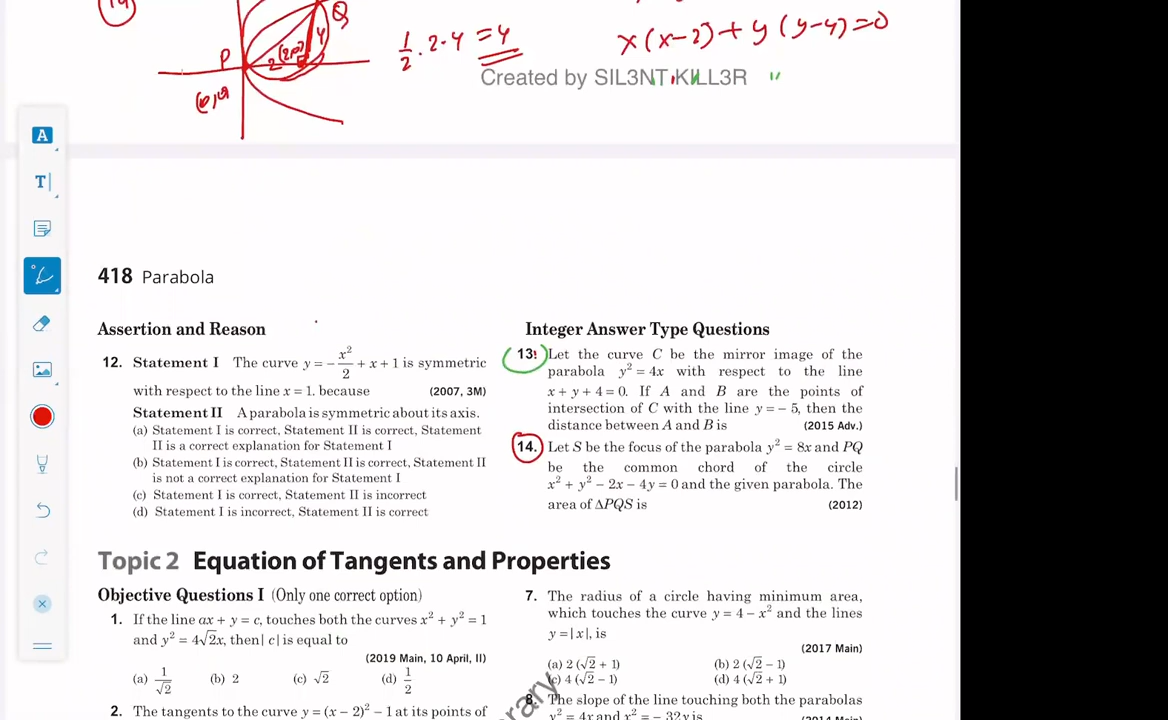 14
Q
P
4
2 (2,0)
1/2 · 2·4 = 4
x(x-2) + y(y-4) = 0
Created by SIL3NT KILL3R
A
T|
418 Parabola
Assertion and Reason
12. Statement I The curve y = -x²/2 + x + 1 is symmetric
with respect to the line x = 1. because (2007, 3M)
Statement II A parabola is symmetric about its axis.
(a) Statement I is correct, Statement II is correct, Statement
II is a correct explanation for Statement I
(b) Statement I is correct, Statement II is correct, Statement II
is not a correct explanation for Statement I
(c) Statement I is correct, Statement II is incorrect
(d) Statement I is incorrect, Statement II is correct
Integer Answer Type Questions
13. Let the curve C be the mirror image of the
parabola y² = 4x with respect to the line
x + y + 4 = 0. If A and B are the points of
intersection of C with the line y = - 5, then the
distance between A and B is (2015 Adv.)
14. Let S be the focus of the parabola y² = 8x and PQ
be the common chord of the circle
x² + y² - 2x - 4y = 0 and the given parabola. The
area of ΔPQS is (2012)
Topic 2 Equation of Tangents and Properties
Objective Questions I (Only one correct option)
1. If the line ax + y = c, touches both the curves x² + y² = 1
and y² = 4√2x, then | c| is equal to
(2019 Main, 10 April, II)
(a) 1/√2 (b) 2 (c) √2 (d) 1/2
2. The tangents to the curve y = (x - 2)² - 1 at its points of
7. The radius of a circle having minimum area,
which touches the curve y = 4 - x² and the lines
y = | x|, is
(2017 Main)
(a) 2 (√2 + 1) (b) 2 (√2 - 1)
(c) 4 (√2 - 1) (d) 4 (√2 + 1)
8. The slope of the line touching both the parabolas
y² = 4x and x² = - 32y is (2014 Main)